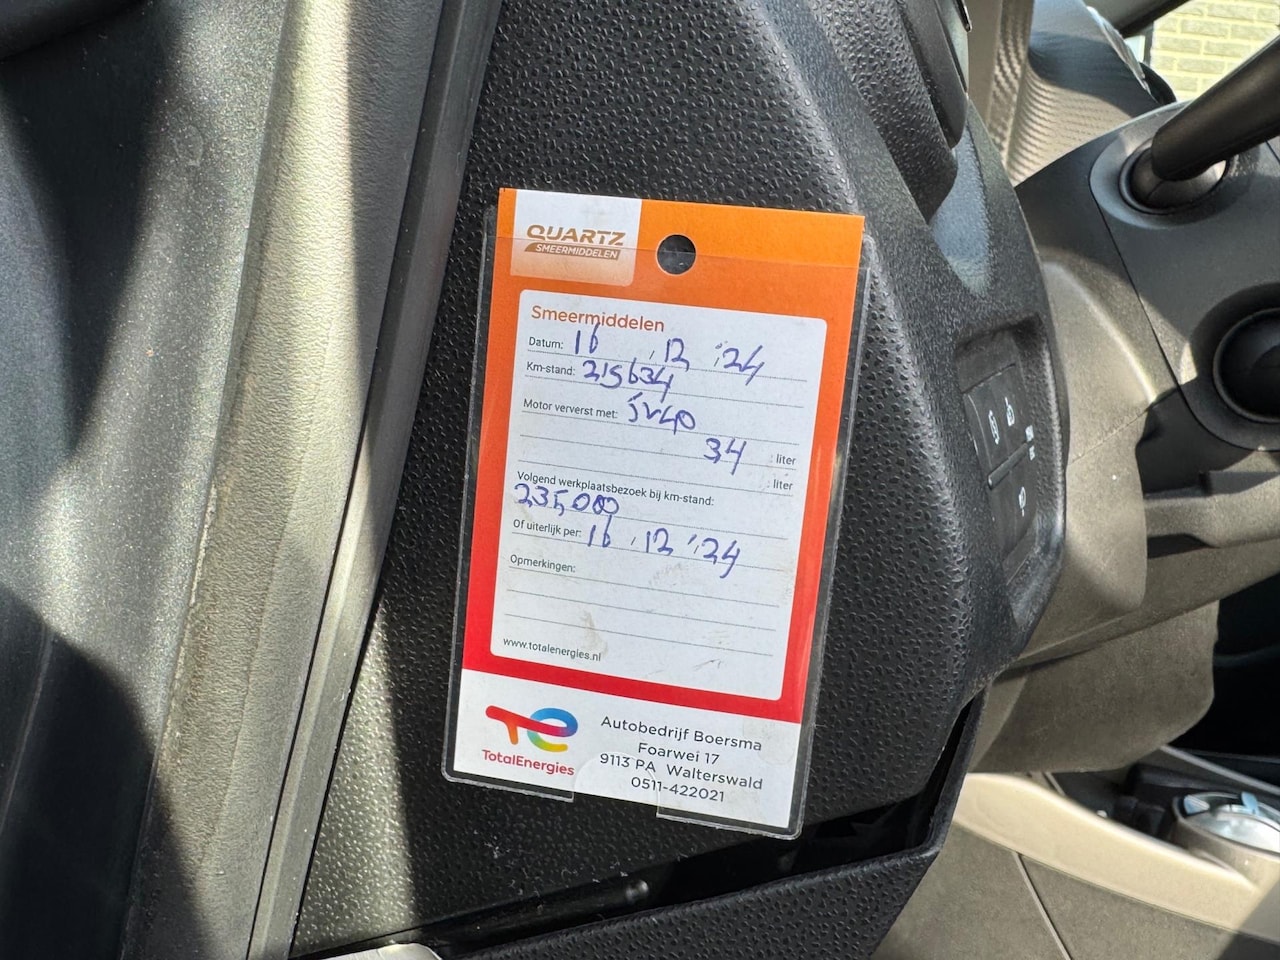 QUARTZ
SMEERMIDDELEN
Smeermiddelen
Datum: 16 . 12 : 24
Km-stand: 215634
Motor ververst met: 5w40
3,4 liter
liter
Volgend werkplaatsbezoek bij km-stand:
235,000
Of uiterlijk per: 16 . 12 : 24
Opmerkingen:
www.totalenergies.nl
TotalEnergies
Autobedrijf Boersma
Foarwei 17
9113 PA Walterswald
0511-422021